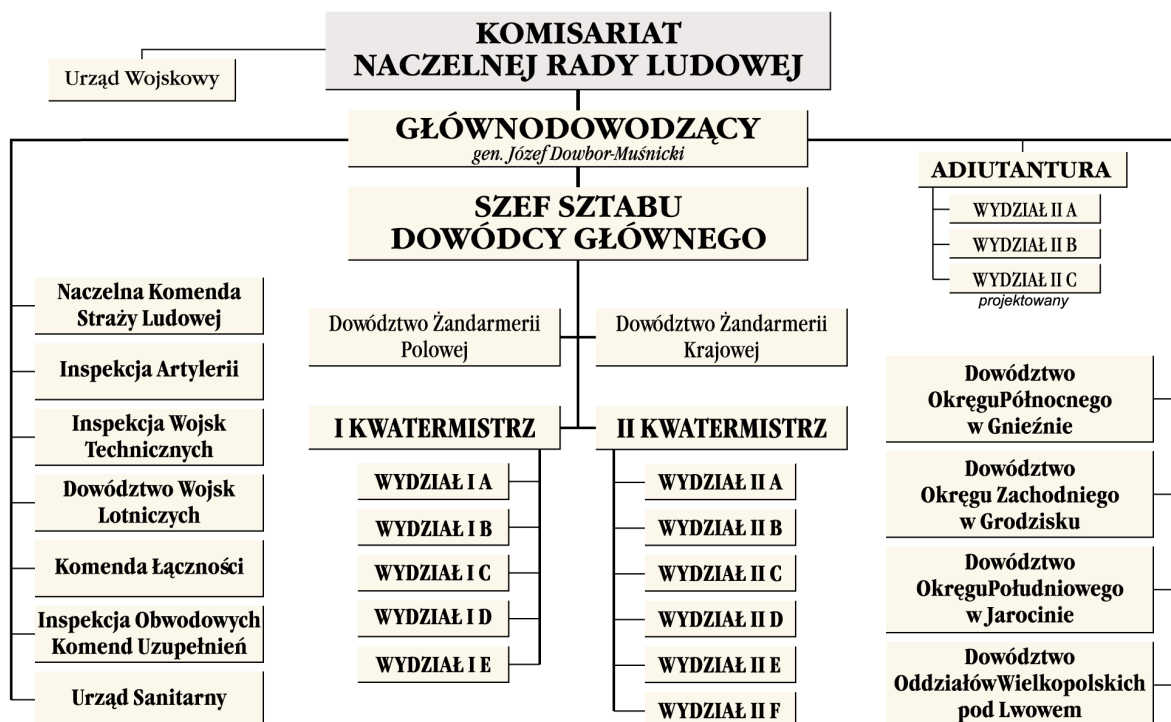 KOMISARIAT
NACZELNEJ RADY LUDOWEJ
Urząd Wojskowy
GŁÓWNODOWODZĄCY
gen. Józef Dowbor-Muśnicki
SZEF SZTABU
DOWÓDCY GŁÓWNEGO
ADIUTANTURA
WYDZIAŁ II A
WYDZIAŁ II B
WYDZIAŁ II C
projektowany
Naczelna Komenda
Straży Ludowej
Inspekcja Artylerii
Inspekcja Wojsk
Technicznych
Dowództwo Wojsk
Lotniczych
Komenda Łączności
Inspekcja Obwodowych
Komend Uzupełnień
Urząd Sanitarny
Dowództwo Żandarmerii
Polowej
Dowództwo Żandarmerii
Krajowej
I KWATERMISTRZ
WYDZIAŁ I A
WYDZIAŁ I B
WYDZIAŁ I C
WYDZIAŁ I D
WYDZIAŁ I E
II KWATERMISTRZ
WYDZIAŁ II A
WYDZIAŁ II B
WYDZIAŁ II C
WYDZIAŁ II D
WYDZIAŁ II E
WYDZIAŁ II F
Dowództwo
OkręguPółnocnego
w Gnieźnie
Dowództwo
Okręgu Zachodniego
w Grodzisku
Dowództwo
OkręguPołudniowego
w Jarocinie
Dowództwo
OddziałówWielkopolskich
pod Lwowem